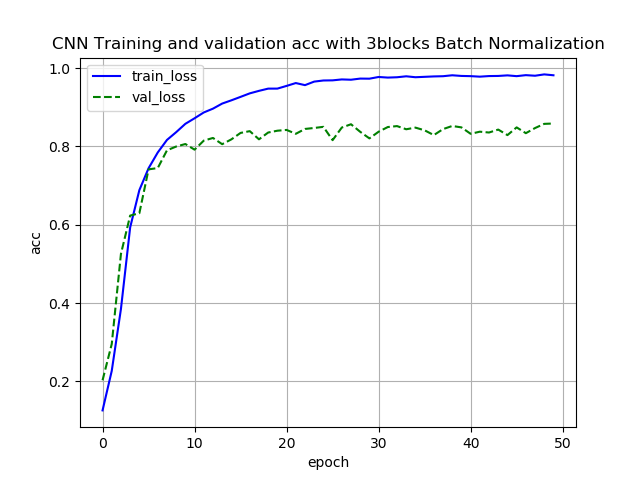 CNN Training and validation acc with 3blocks Batch Normalization
1.0
train_loss
val_loss
0.8
0.6
acc
0.4
0.2
0 10 20 30 40 50
epoch